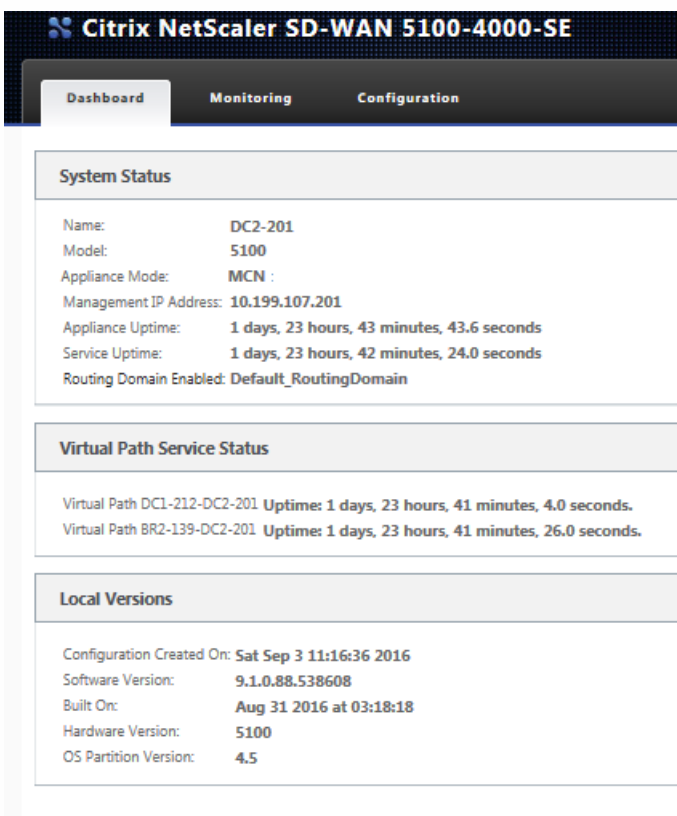 Citrix NetScaler SD-WAN 5100-4000-SE
Dashboard Monitoring Configuration
System Status
Name: DC2-201
Model: 5100
Appliance Mode: MCN :
Management IP Address: 10.199.107.201
Appliance Uptime: 1 days, 23 hours, 43 minutes, 43.6 seconds
Service Uptime: 1 days, 23 hours, 42 minutes, 24.0 seconds
Routing Domain Enabled: Default_RoutingDomain
Virtual Path Service Status
Virtual Path DC1-212-DC2-201 Uptime: 1 days, 23 hours, 41 minutes, 4.0 seconds.
Virtual Path BR2-139-DC2-201 Uptime: 1 days, 23 hours, 41 minutes, 26.0 seconds.
Local Versions
Configuration Created On: Sat Sep 3 11:16:36 2016
Software Version: 9.1.0.88.538608
Built On: Aug 31 2016 at 03:18:18
Hardware Version: 5100
OS Partition Version: 4.5